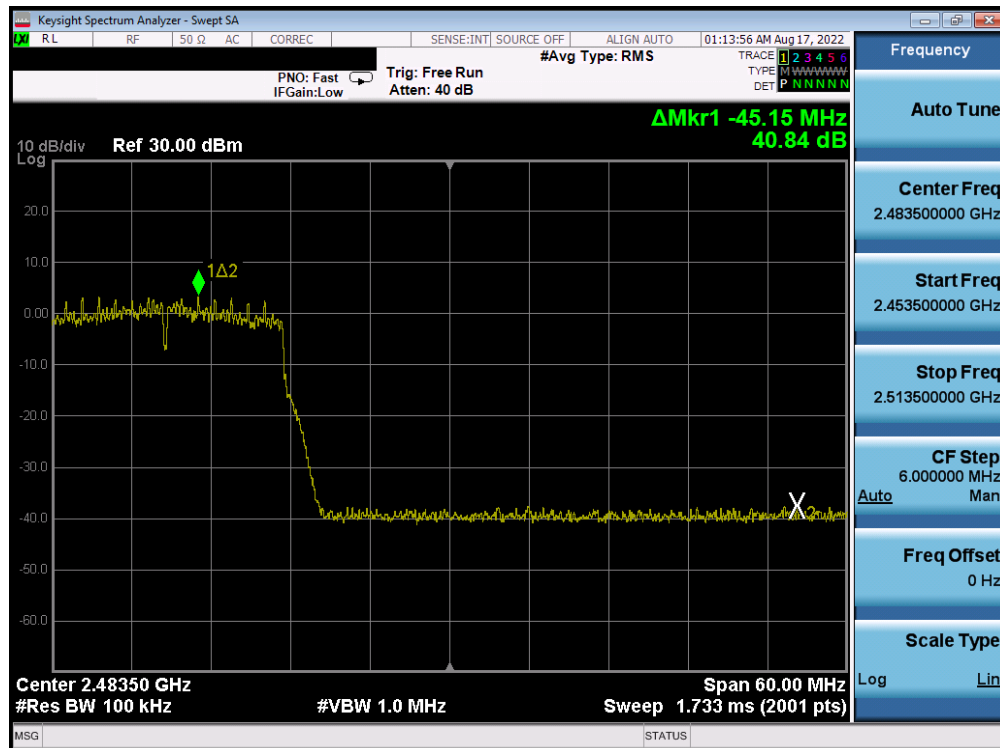 Keysight Spectrum Analyzer - Swept SA
LXI RL RF 50 Ω AC CORREC SENSE:INT SOURCE OFF ALIGN AUTO 01:13:56 AM Aug 17, 2022
Frequency
#Avg Type: RMS
TRACE 1 2 3 4 5 6
PNO: Fast Trig: Free Run
TYPE M WWWWW
IFGain:Low Atten: 40 dB
DET P N N N N N
Auto Tune
ΔMkr1 -45.15 MHz
40.84 dB
10 dB/div Ref 30.00 dBm
Log
20.0
10.0
0.00
-10.0
-20.0
-30.0
-40.0
-50.0
-60.0
1Δ2
X2
Center Freq
2.483500000 GHz
Start Freq
2.453500000 GHz
Stop Freq
2.513500000 GHz
CF Step
6.000000 MHz
Auto Man
Freq Offset
0 Hz
Scale Type
Log Lin
Center 2.48350 GHz Span 60.00 MHz
#Res BW 100 kHz #VBW 1.0 MHz Sweep 1.733 ms (2001 pts)
MSG STATUS